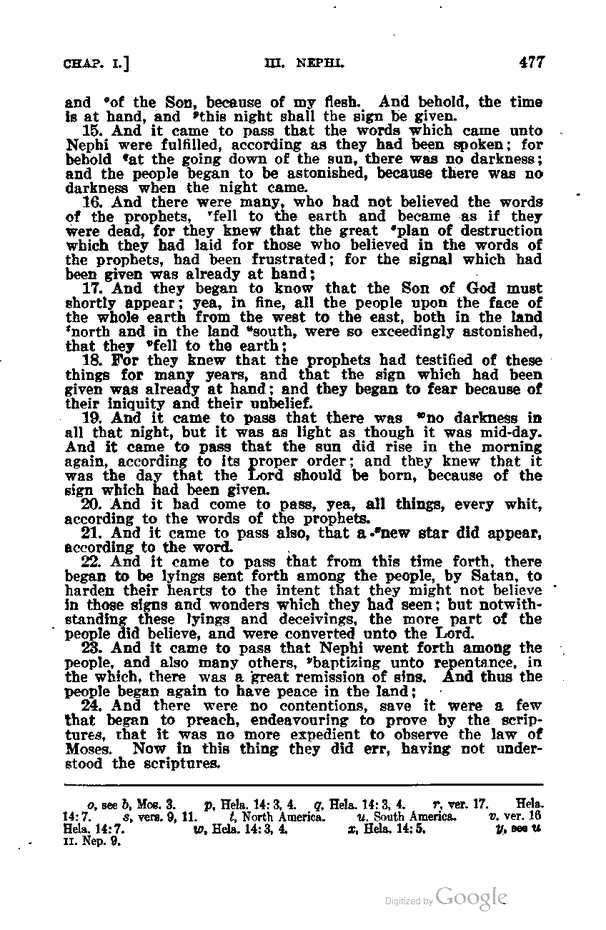 CHAP. I.] III. NEPHI. 477
and ᵒof the Son, because of my flesh. And behold, the time
is at hand, and ᵖthis night shall the sign be given.
15. And it came to pass that the words which came unto
Nephi were fulfilled, according as they had been spoken; for
behold ᑫat the going down of the sun, there was no darkness;
and the people began to be astonished, because there was no
darkness when the night came.
16. And there were many, who had not believed the words
of the prophets, ʳfell to the earth and became as if they
were dead, for they knew that the great ˢplan of destruction
which they had laid for those who believed in the words of
the prophets, had been frustrated; for the signal which had
been given was already at hand;
17. And they began to know that the Son of God must
shortly appear; yea, in fine, all the people upon the face of
the whole earth from the west to the east, both in the land
ᵗnorth and in the land ᵘsouth, were so exceedingly astonished,
that they ᵛfell to the earth;
18. For they knew that the prophets had testified of these
things for many years, and that the sign which had been
given was already at hand; and they began to fear because of
their iniquity and their unbelief.
19. And it came to pass that there was ʷno darkness in
all that night, but it was as light as though it was mid-day.
And it came to pass that the sun did rise in the morning
again, according to its proper order; and they knew that it
was the day that the Lord should be born, because of the
sign which had been given.
20. And it had come to pass, yea, all things, every whit,
according to the words of the prophets.
21. And it came to pass also, that a ˣnew star did appear,
according to the word.
22. And it came to pass that from this time forth, there
began to be lyings sent forth among the people, by Satan, to
harden their hearts to the intent that they might not believe
in those signs and wonders which they had seen; but notwith-
standing these lyings and deceivings, the more part of the
people did believe, and were converted unto the Lord.
23. And it came to pass that Nephi went forth among the
people, and also many others, ʸbaptizing unto repentance, in
the which, there was a great remission of sins. And thus the
people began again to have peace in the land;
24. And there were no contentions, save it were a few
that began to preach, endeavouring to prove by the scrip-
tures, that it was no more expedient to observe the law of
Moses. Now in this thing they did err, having not under-
stood the scriptures.
o, see b, Mos. 3. p, Hela. 14:3, 4. q, Hela. 14:3, 4. r, ver. 17. Hela.
14:7. s, vers. 9, 11. t, North America. u. South America. v. ver. 16
Hela. 14:7. w, Hela. 14:3, 4. x, Hela. 14:5. y, see u
II. Nep. 9.
Digitized by Google